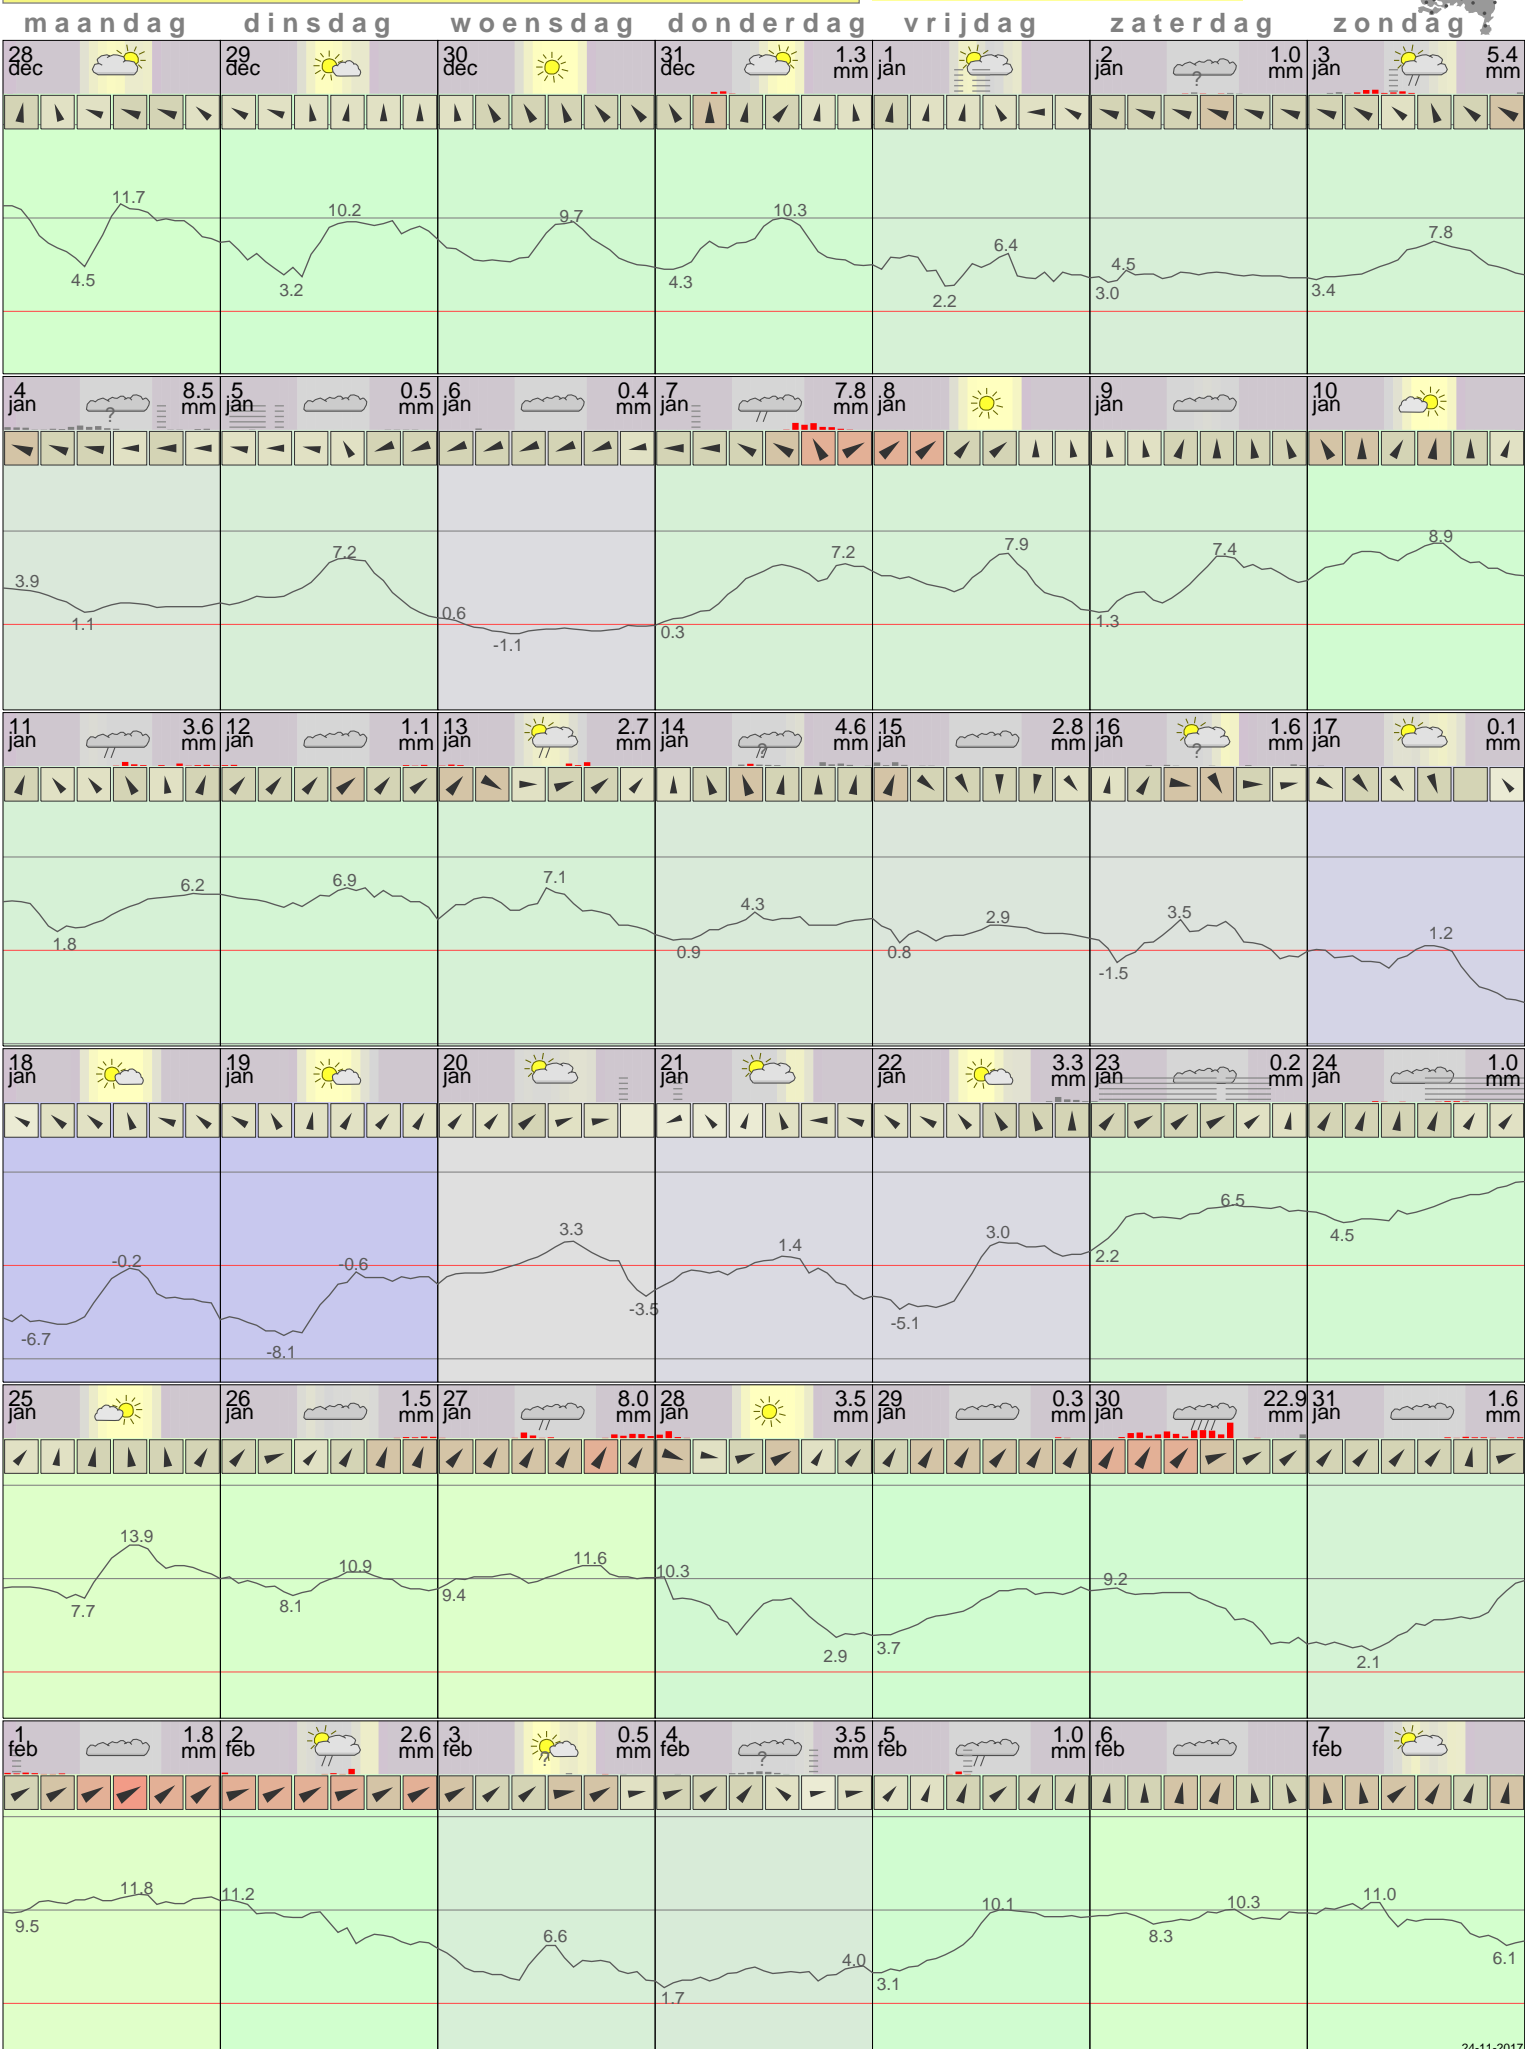 maandag dinsdag woensdag donderdag vrijdag zaterdag zondag
28 dec
29 dec
30 dec
31 dec 1.3 mm
1 jan
2 jan ? 1.0 mm
3 jan 5.4 mm
11.7 4.5
10.2 3.2
9.7
10.3 4.3
6.4 2.2
4.5 3.0
7.8 3.4
4 jan ? 8.5 mm
5 jan 0.5 mm
6 jan 0.4 mm
7 jan 7.8 mm
8 jan
9 jan
10 jan
3.9 1.1
7.2
0.6 -1.1
7.2 0.3
7.9
7.4 1.3
8.9
11 jan 3.6 mm
12 jan 1.1 mm
13 jan 2.7 mm
14 jan ? 4.6 mm
15 jan 2.8 mm
16 jan ? 1.6 mm
17 jan 0.1 mm
6.2 1.8
6.9
7.1
4.3 0.9
2.9 0.8
3.5 -1.5
1.2
18 jan
19 jan
20 jan
21 jan
22 jan 3.3 mm
23 jan 0.2 mm
24 jan 1.0 mm
-0.2 -6.7
-0.6 -8.1
3.3 -3.5
1.4
3.0 -5.1
6.5 2.2
4.5
25 jan
26 jan 1.5 mm
27 jan 8.0 mm
28 jan 3.5 mm
29 jan 0.3 mm
30 jan 22.9 mm
31 jan 1.6 mm
13.9 7.7
10.9 8.1
11.6 9.4
10.3 2.9
3.7
9.2
2.1
1 feb 1.8 mm
2 feb 2.6 mm
3 feb ? 0.5 mm
4 feb ? 3.5 mm
5 feb 1.0 mm
6 feb
7 feb
11.8 9.5
11.2
6.6
4.0 1.7
10.1 3.1
10.3 8.3
11.0 6.1
24-11-2017